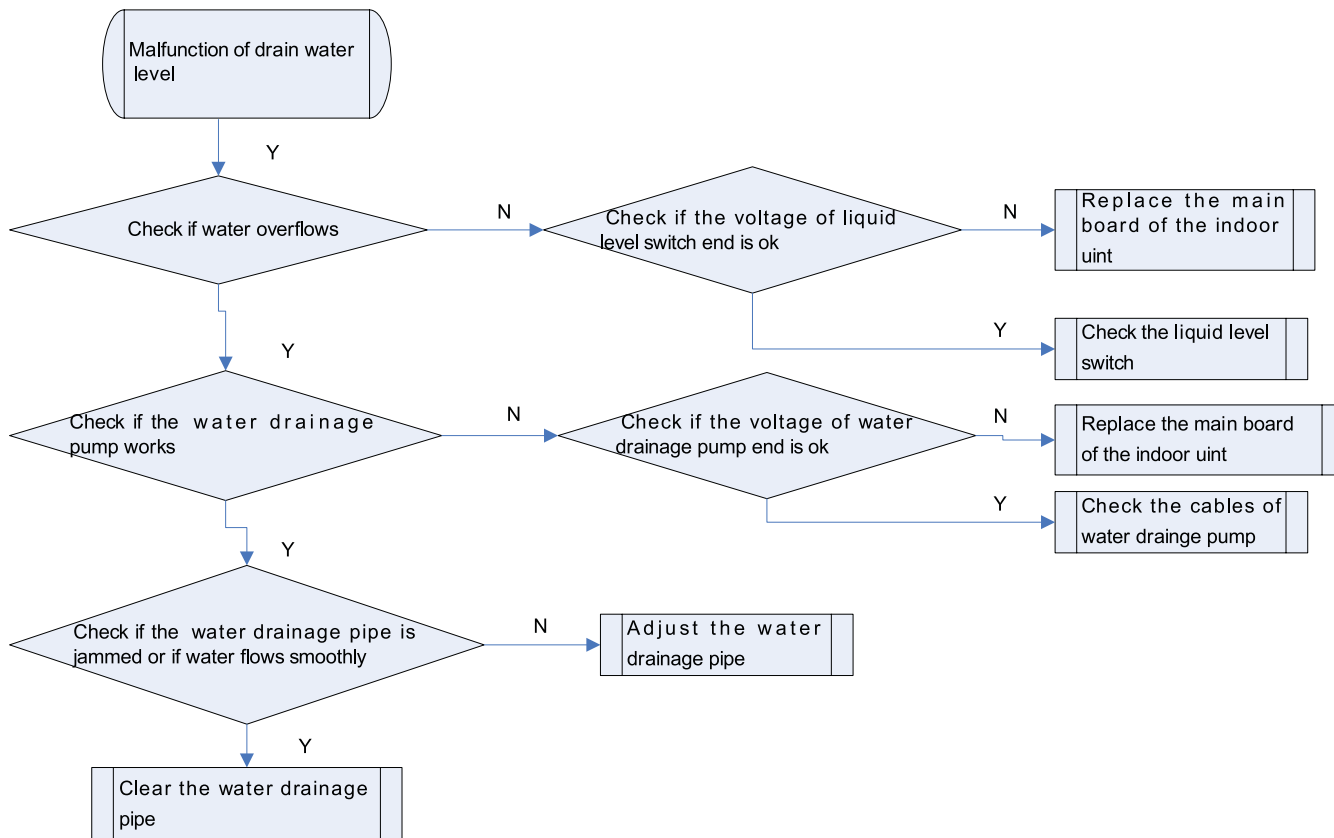 Malfunction of drain water
level
Y
Check if water overflows
N
Check if the voltage of liquid
level switch end is ok
N
Replace the main
board of the indoor
uint
Y
Check the liquid level
switch
Y
Check if the water drainage
pump works
N
Check if the voltage of water
drainage pump end is ok
N
Replace the main board
of the indoor uint
Y
Check the cables of
water drainge pump
Y
Check if the water drainage pipe is
jammed or if water flows smoothly
N
Adjust the water
drainage pipe
Y
Clear the water drainage
pipe